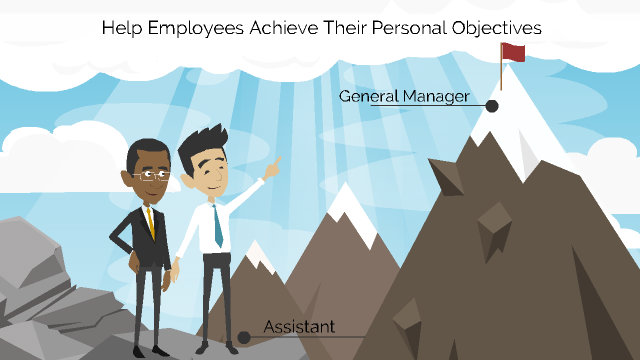 Help Employees Achieve Their Personal Objectives
General Manager
Assistant